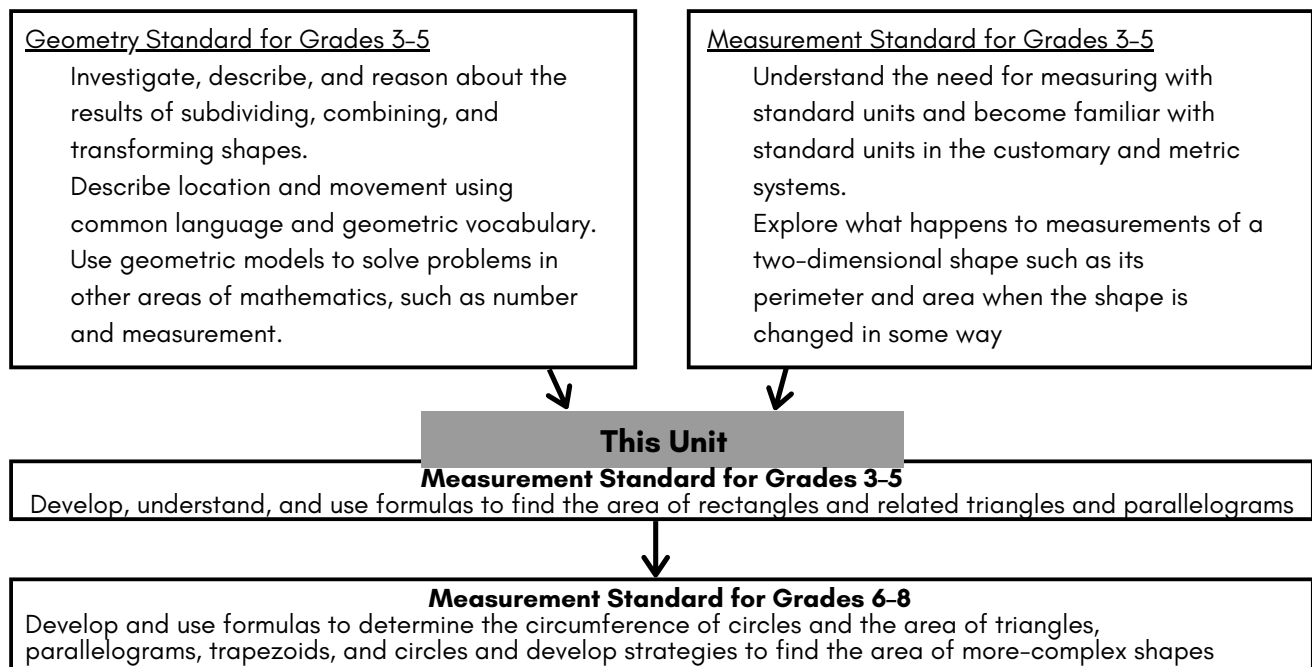 Geometry Standard for Grades 3-5
Investigate, describe, and reason about the
results of subdividing, combining, and
transforming shapes.
Describe location and movement using
common language and geometric vocabulary.
Use geometric models to solve problems in
other areas of mathematics, such as number
and measurement.
Measurement Standard for Grades 3-5
Understand the need for measuring with
standard units and become familiar with
standard units in the customary and metric
systems.
Explore what happens to measurements of a
two-dimensional shape such as its
perimeter and area when the shape is
changed in some way
This Unit
Measurement Standard for Grades 3-5
Develop, understand, and use formulas to find the area of rectangles and related triangles and parallelograms
Measurement Standard for Grades 6-8
Develop and use formulas to determine the circumference of circles and the area of triangles,
parallelograms, trapezoids, and circles and develop strategies to find the area of more-complex shapes